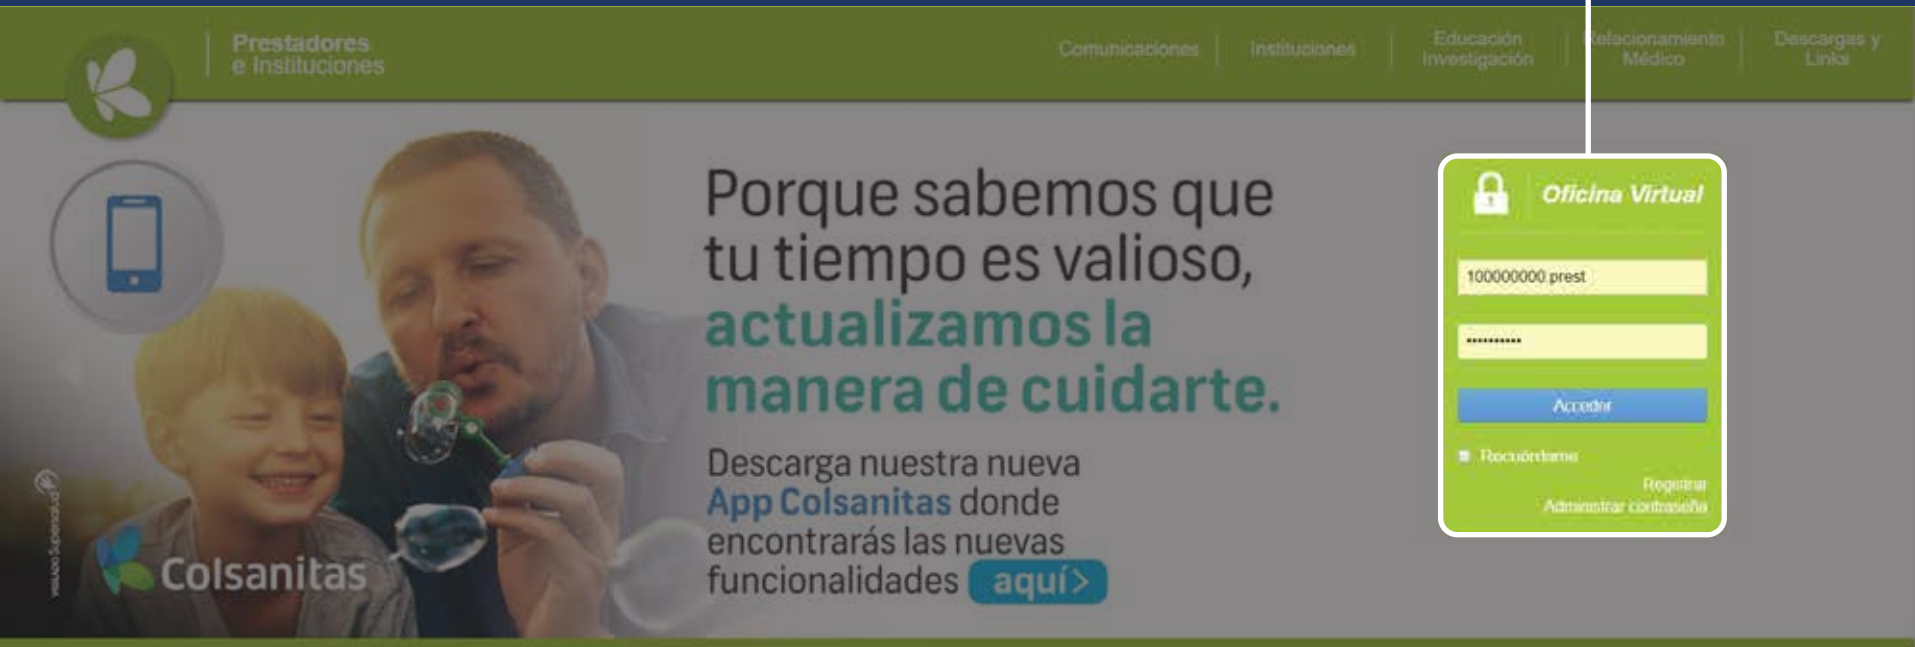 Prestadores
e Instituciones
Comunicaciones
Instituciones
Educación
Investigación
Relacionamiento
Médico
Descargas y
Links
Porque sabemos que
tu tiempo es valioso,
actualizamos la
manera de cuidarte.
Descarga nuestra nueva
App Colsanitas donde
encontrarás las nuevas
funcionalidades aquí>
Colsanitas
VIGILADO Supersalud
Oficina Virtual
100000000.prest
••••••••••
Acceder
Recuérdame
Registrar
Administrar contraseña